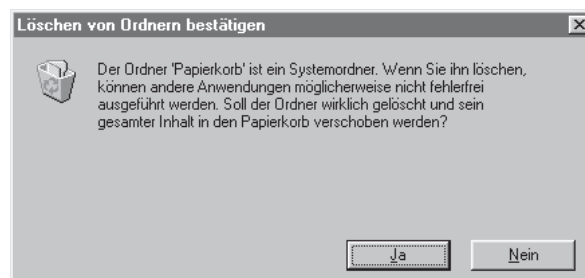 Löschen von Ordnern bestätigen
Der Ordner 'Papierkorb' ist ein Systemordner. Wenn Sie ihn löschen,
können andere Anwendungen möglicherweise nicht fehlerfrei
ausgeführt werden. Soll der Ordner wirklich gelöscht und sein
gesamter Inhalt in den Papierkorb verschoben werden?
Ja
Nein